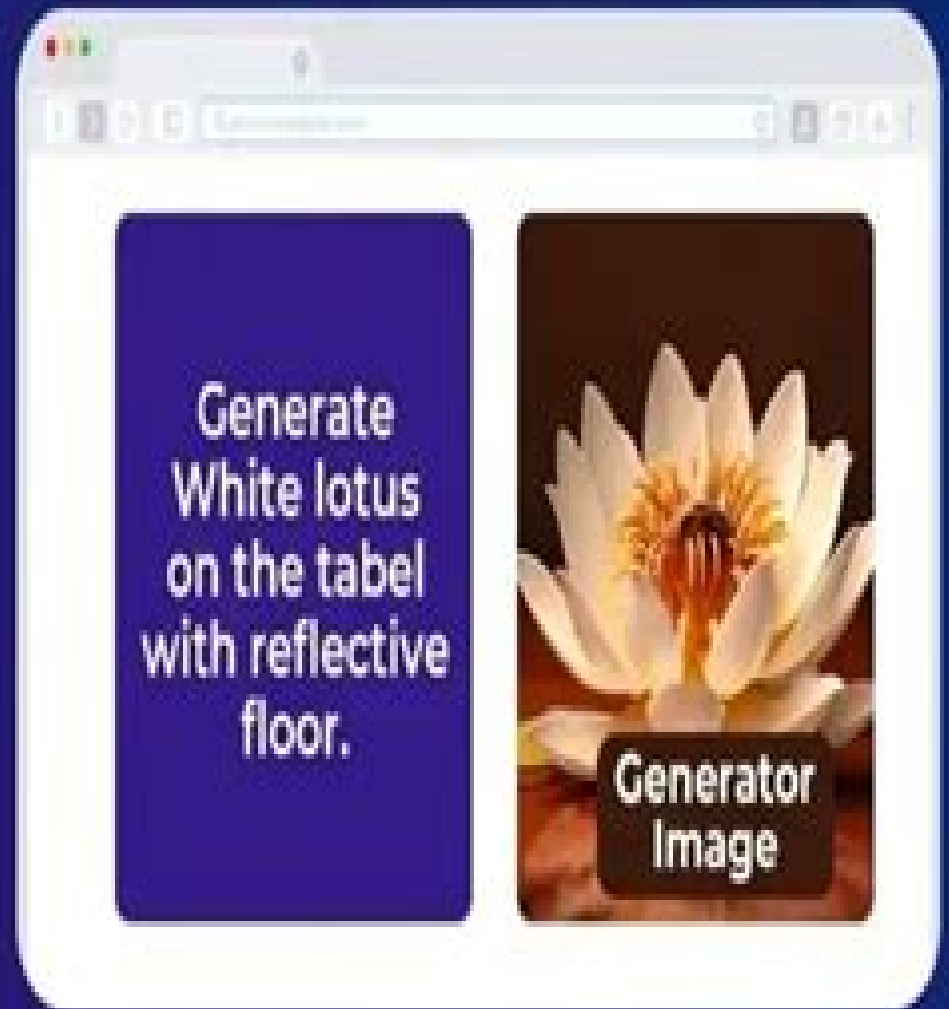 Generate
White lotus
on the tabel
with reflective
floor.
Generator
Image